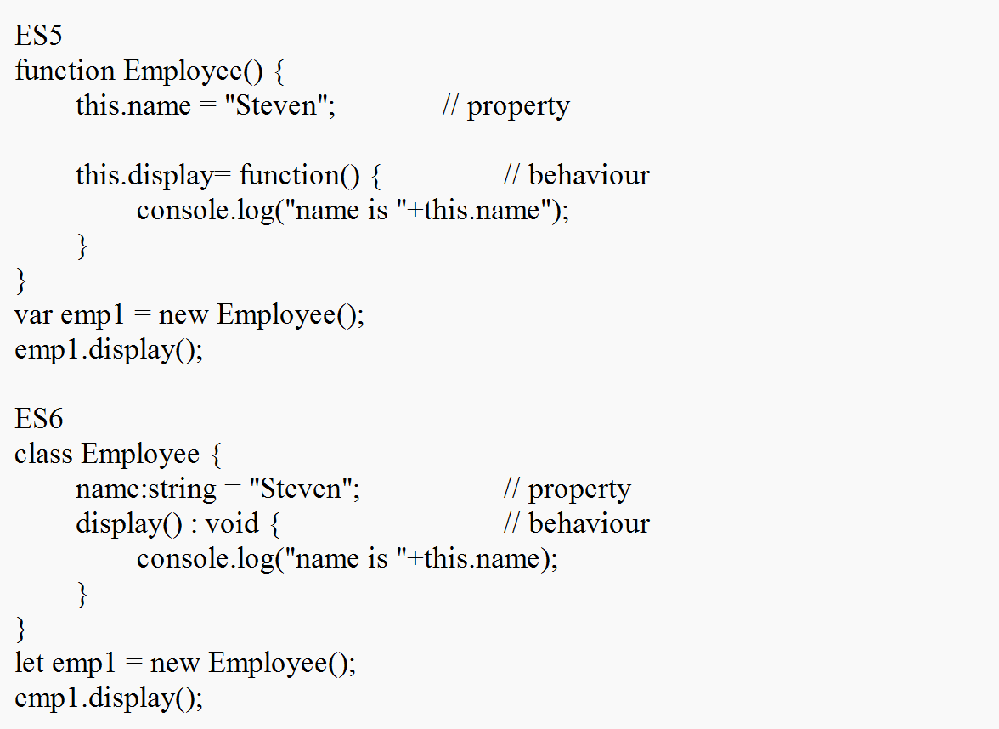 ES5
function Employee() {
this.name = "Steven"; // property
this.display= function() { // behaviour
console.log("name is "+this.name");
}
}
var emp1 = new Employee();
emp1.display();
ES6
class Employee {
name:string = "Steven"; // property
display() : void { // behaviour
console.log("name is "+this.name);
}
}
let emp1 = new Employee();
emp1.display();